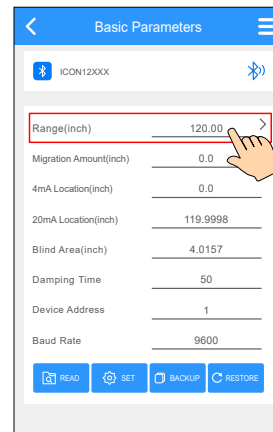 Basic Parameters
ICON12XXX
Range(inch) 120.00
Migration Amount(inch) 0.0
4mA Location(inch) 0.0
20mA Location(inch) 119.9998
Blind Area(inch) 4.0157
Damping Time 50
Device Address 1
Baud Rate 9600
READ SET BACKUP RESTORE